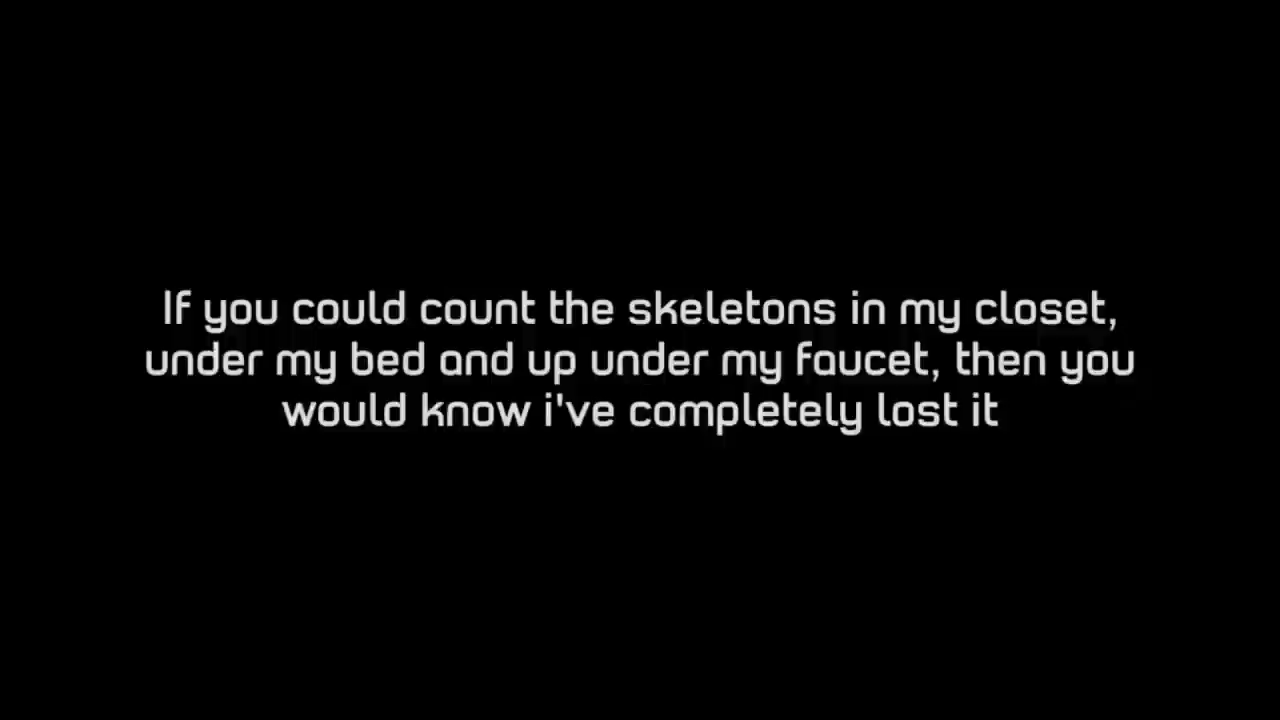 If you could count the skeletons in my closet,
under my bed and up under my faucet, then you
would know i've completely lost it